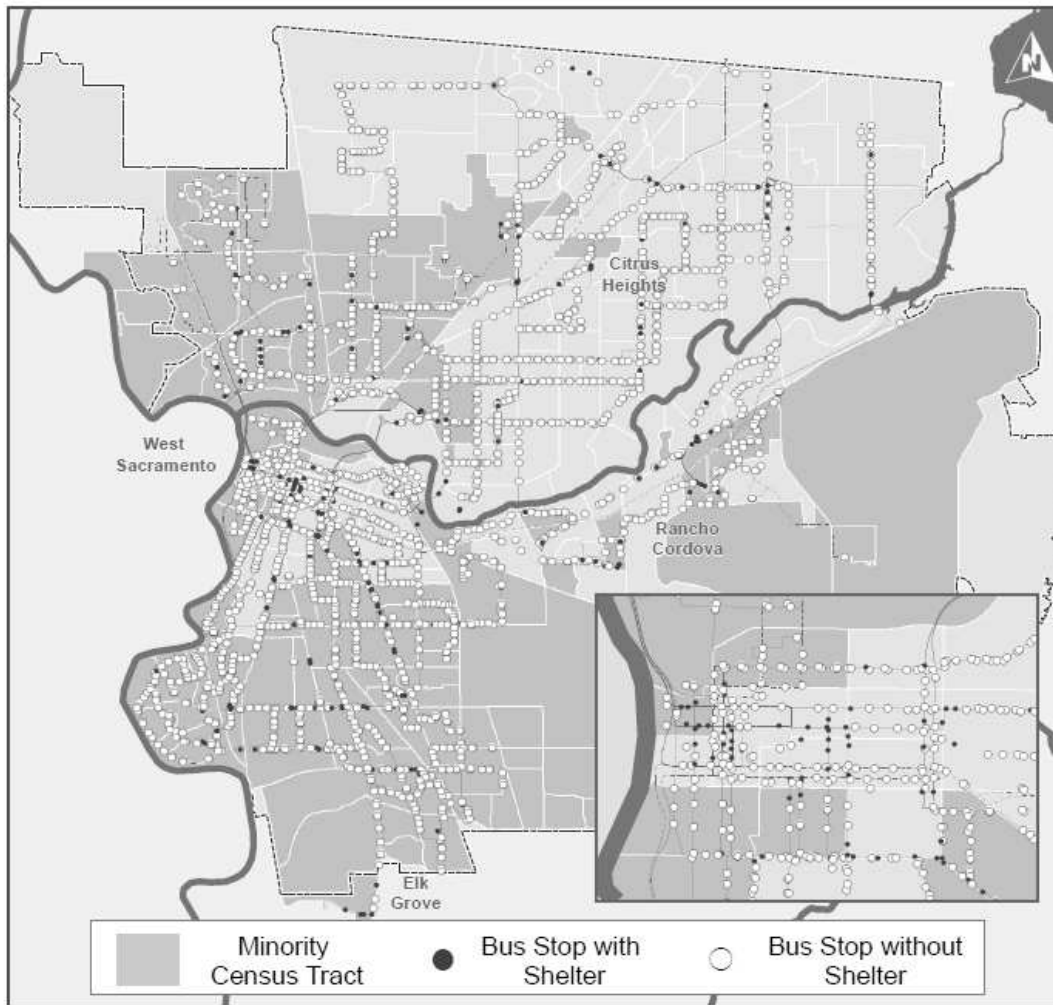 N
Citrus
Heights
West
Sacramento
Rancho
Cordova
Elk
Grove
Minority
Census Tract
Bus Stop with
Shelter
Bus Stop without
Shelter